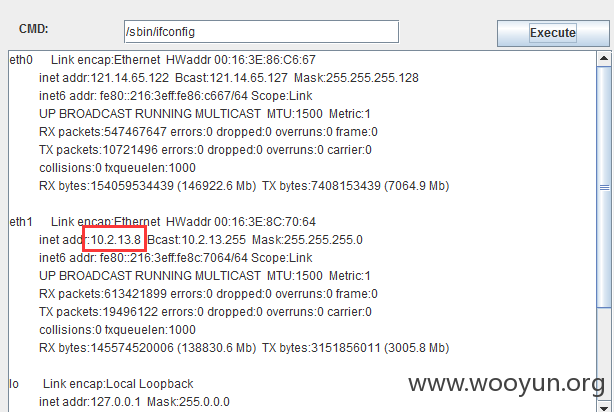 CMD: /sbin/ifconfig Execute
eth0 Link encap:Ethernet HWaddr 00:16:3E:86:C6:67
inet addr:121.14.65.122 Bcast:121.14.65.127 Mask:255.255.255.128
inet6 addr: fe80::216:3eff:fe86:c667/64 Scope:Link
UP BROADCAST RUNNING MULTICAST MTU:1500 Metric:1
RX packets:547467647 errors:0 dropped:0 overruns:0 frame:0
TX packets:10721496 errors:0 dropped:0 overruns:0 carrier:0
collisions:0 txqueuelen:1000
RX bytes:154059534439 (146922.6 Mb) TX bytes:7408153439 (7064.9 Mb)
eth1 Link encap:Ethernet HWaddr 00:16:3E:8C:70:64
inet addr:10.2.13.8 Bcast:10.2.13.255 Mask:255.255.255.0
inet6 addr: fe80::216:3eff:fe8c:7064/64 Scope:Link
UP BROADCAST RUNNING MULTICAST MTU:1500 Metric:1
RX packets:613421899 errors:0 dropped:0 overruns:0 frame:0
TX packets:19496122 errors:0 dropped:0 overruns:0 carrier:0
collisions:0 txqueuelen:1000
RX bytes:145574520006 (138830.6 Mb) TX bytes:3151856011 (3005.8 Mb)
lo Link encap:Local Loopback
inet addr:127.0.0.1 Mask:255.0.0.0
www.wooyun.org